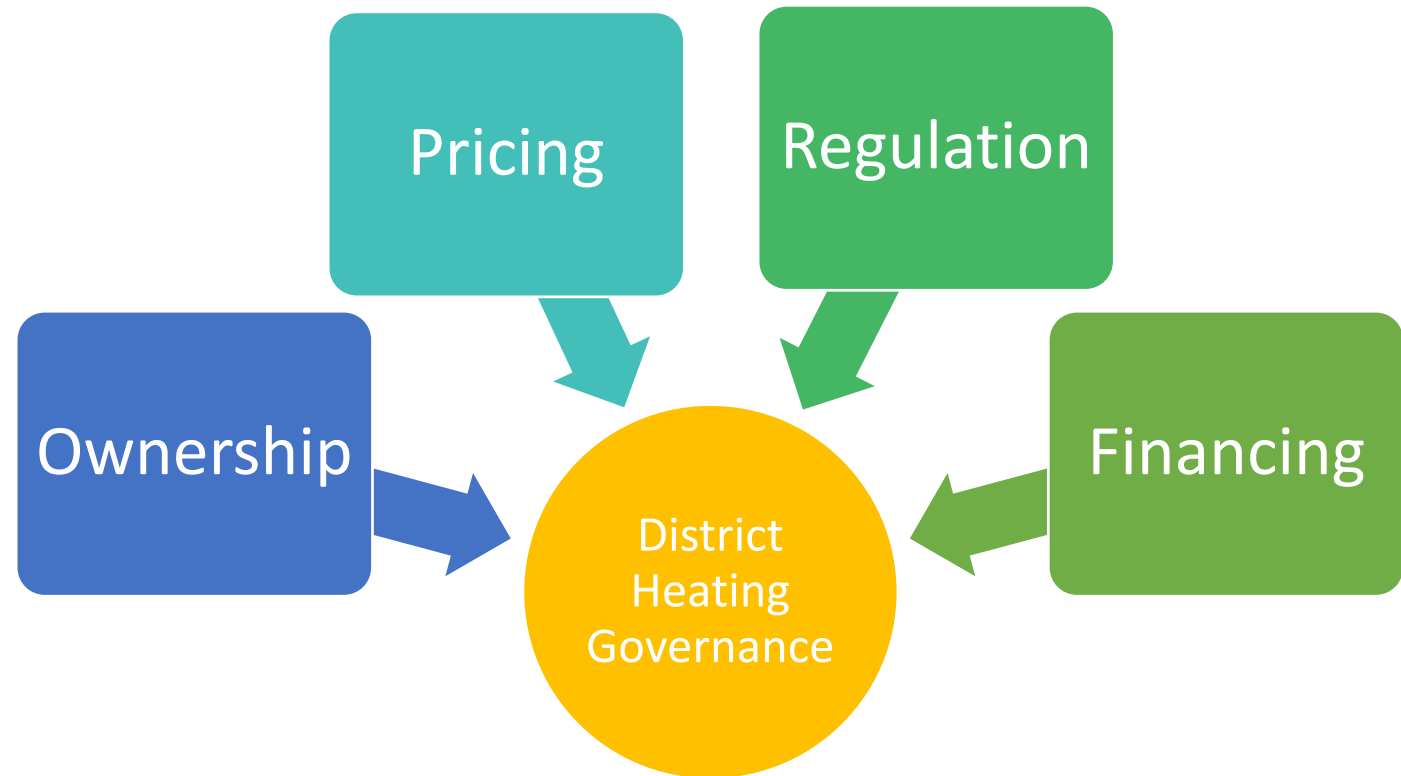 Pricing
Regulation
Ownership
Financing
District
Heating
Governance